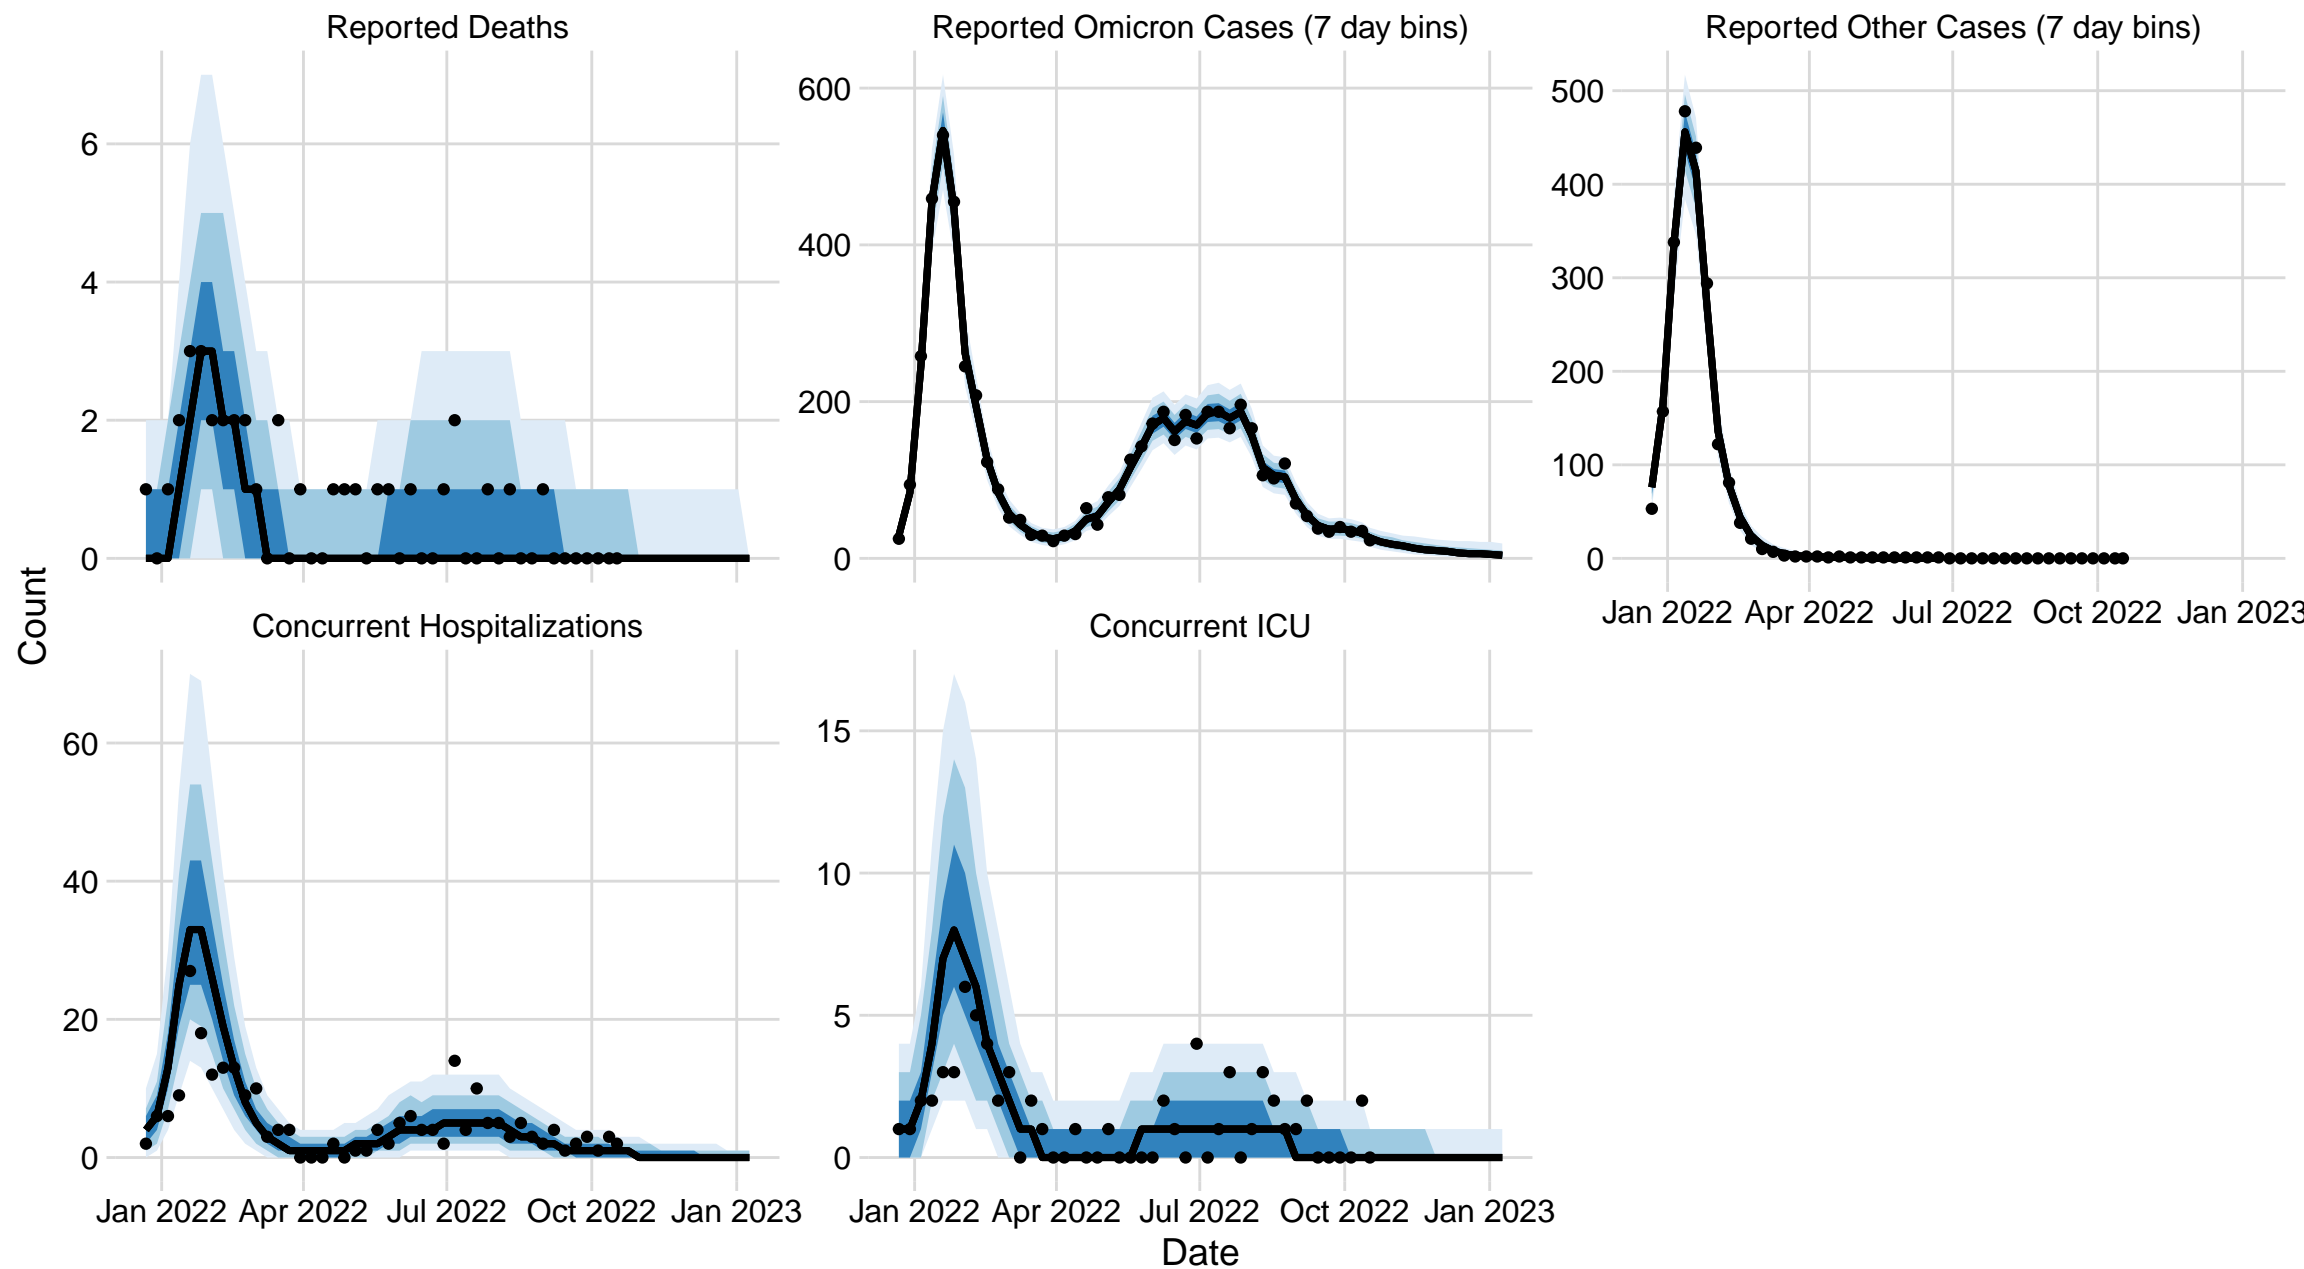 Reported Deaths
Reported Omicron Cases (7 day bins)
Reported Other Cases (7 day bins)
6
4
2
0
600
400
200
0
500
400
300
200
100
0
Jan 2022 Apr 2022 Jul 2022 Oct 2022 Jan 2023
Count
Concurrent Hospitalizations
Concurrent ICU
60
40
20
0
15
10
5
0
Jan 2022 Apr 2022 Jul 2022 Oct 2022 Jan 2023
Jan 2022 Apr 2022 Jul 2022 Oct 2022 Jan 2023
Date